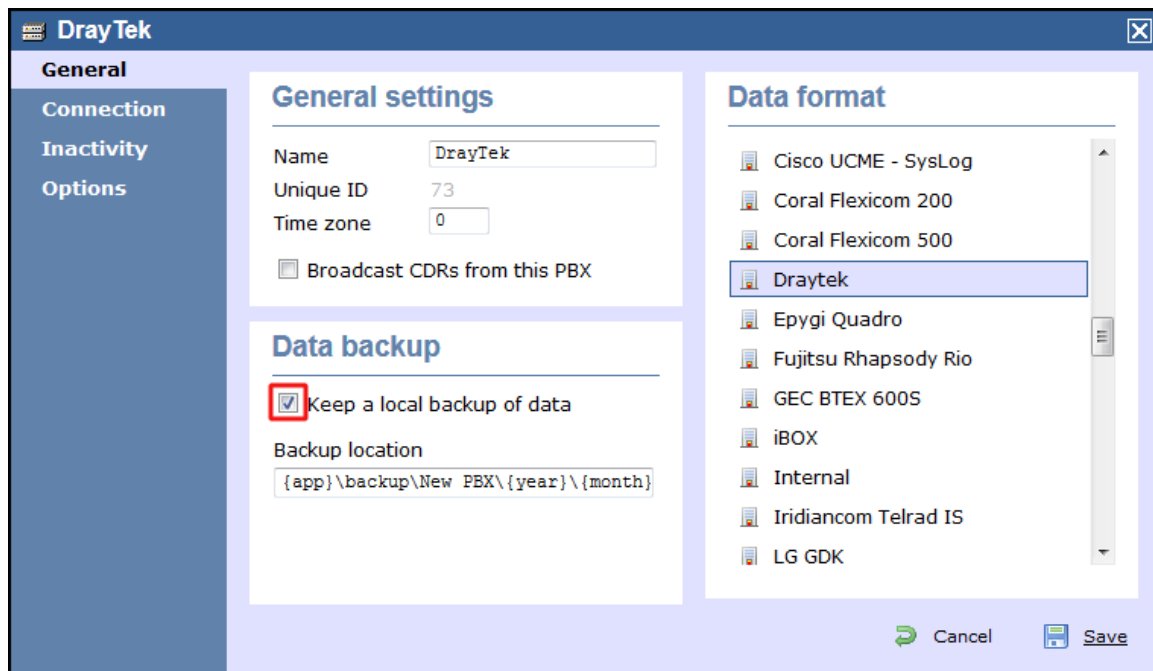 DrayTek
General
Connection
Inactivity
Options
General settings
Name DrayTek
Unique ID 73
Time zone 0
Broadcast CDRs from this PBX
Data backup
Keep a local backup of data
Backup location
{app}\backup\New PBX\{year}\{month}
Data format
Cisco UCME - SysLog
Coral Flexicom 200
Coral Flexicom 500
Draytek
Epygi Quadro
Fujitsu Rhapsody Rio
GEC BTEX 600S
iBOX
Internal
Iridiancom Telrad IS
LG GDK
Cancel Save